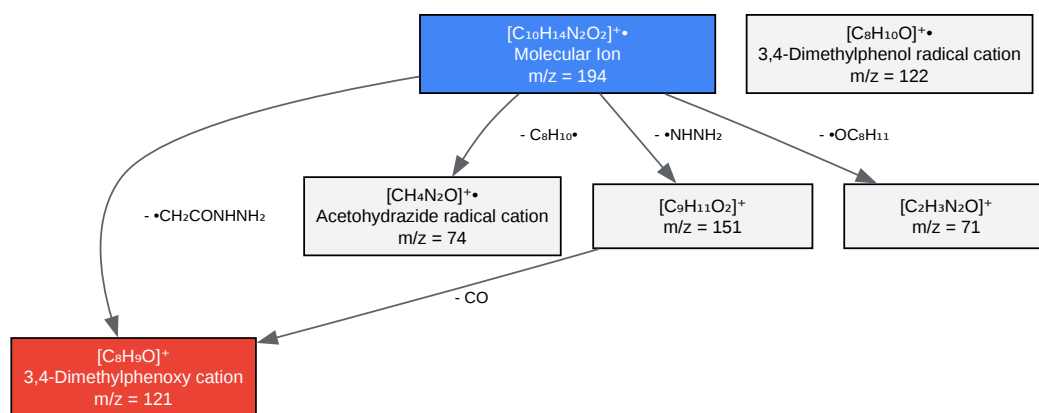 [C₁₀H₁₄N₂O₂]⁺•
Molecular Ion
m/z = 194
[C₈H₁₀O]⁺•
3,4-Dimethylphenol radical cation
m/z = 122
- C₈H₁₀•
- •NHNH₂
- •OC₈H₁₁
- •CH₂CONHNH₂
[CH₄N₂O]⁺•
Acetohydrazide radical cation
m/z = 74
[C₉H₁₁O₂]⁺
m/z = 151
[C₂H₃N₂O]⁺
m/z = 71
- CO
[C₈H₉O]⁺
3,4-Dimethylphenoxy cation
m/z = 121